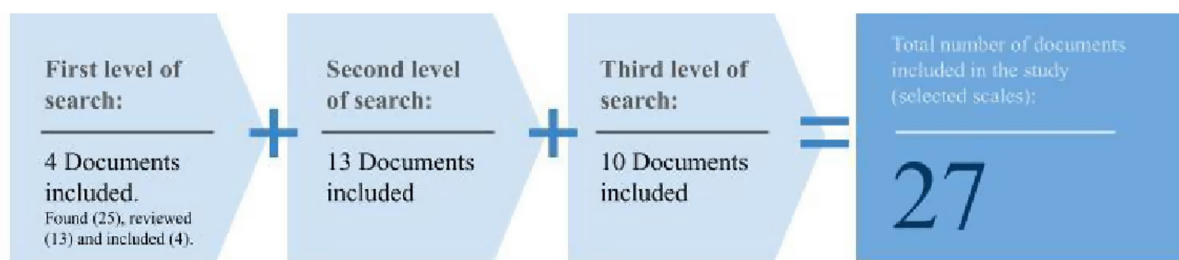 First level of
search:
4 Documents
included.
Found (25), reviewed
(13) and included (4).
+
Second level
of search:
13 Documents
included
+
Third level of
search:
10 Documents
included
=
Total number of documents
included in the study
(selected scales):
27